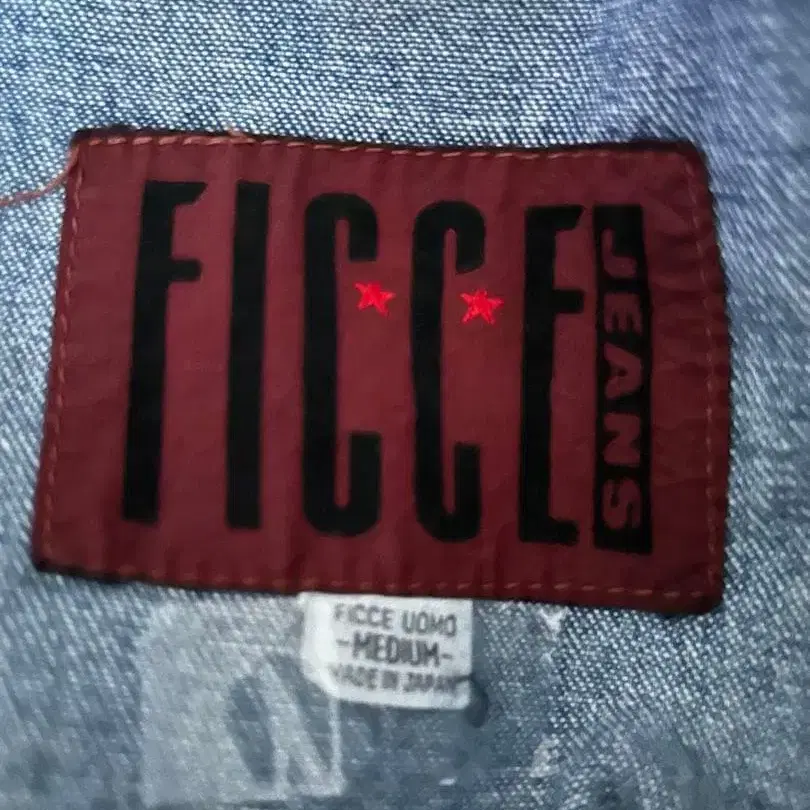 FICCE
JEANS
FICCE UOMO
-MEDIUM-
MADE IN JAPAN